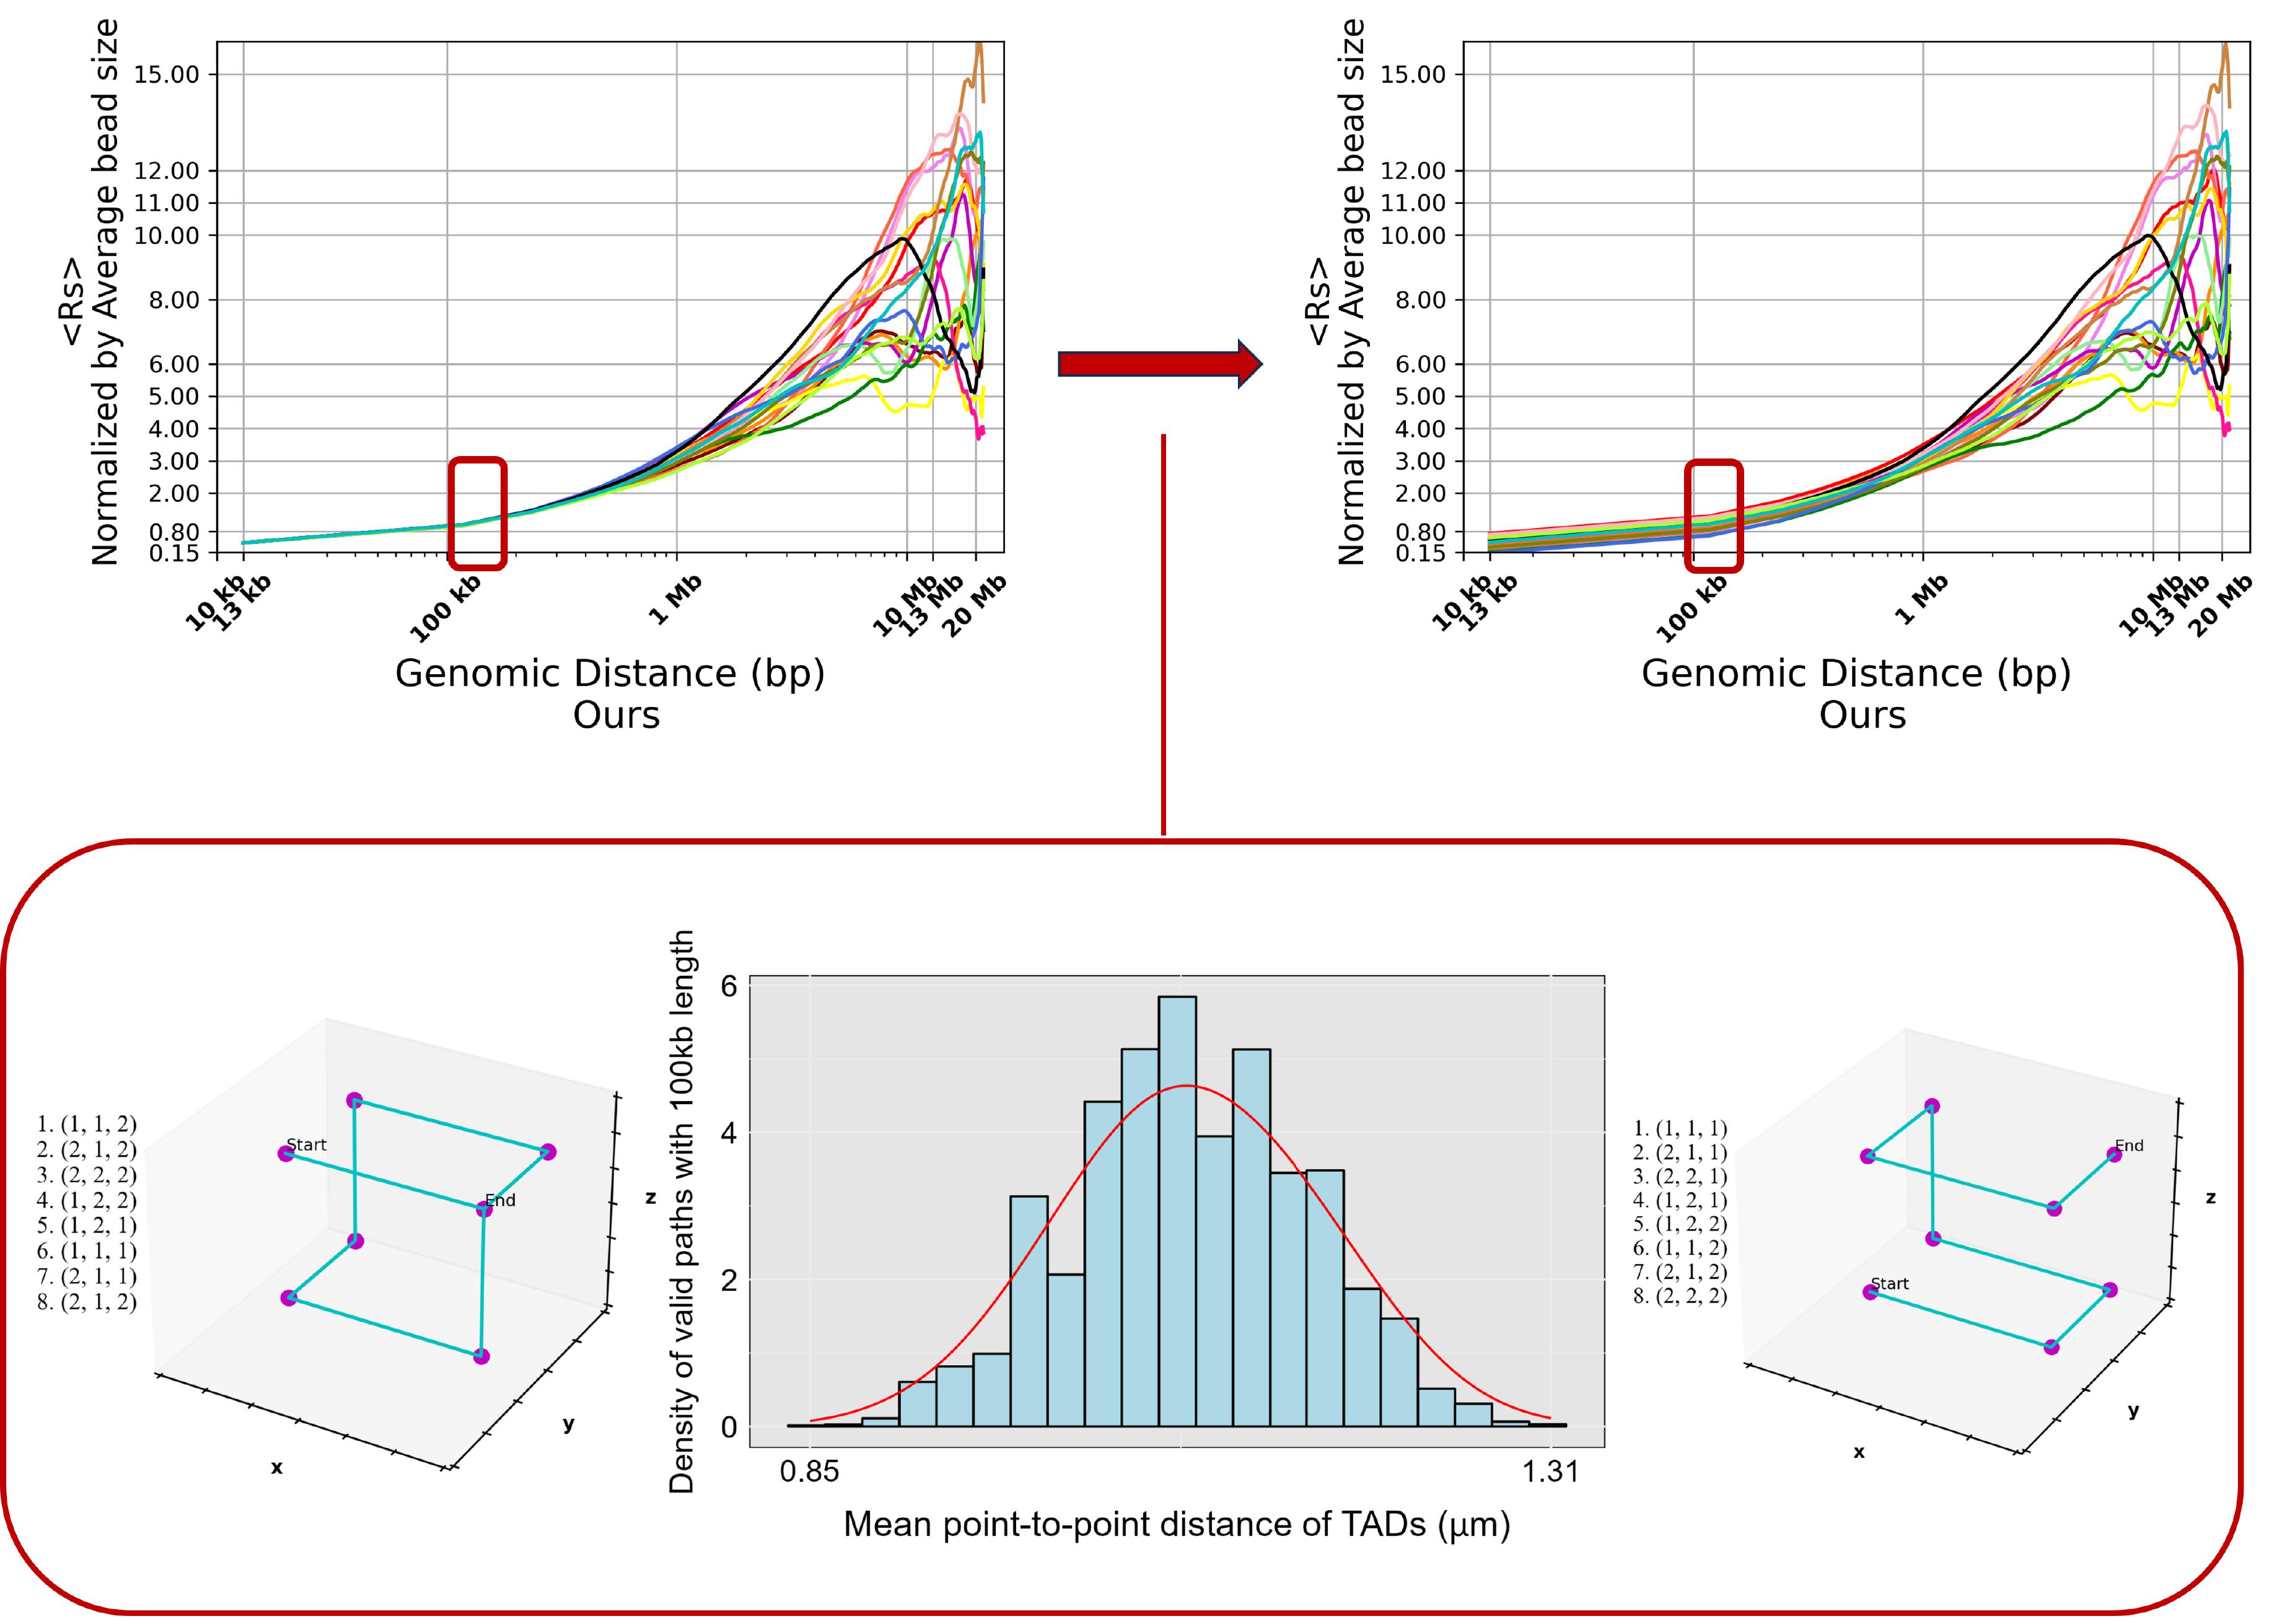 <Rs>
Normalized by Average bead size
15.00
12.00
11.00
10.00
8.00
6.00
5.00
4.00
3.00
2.00
0.80
0.15
10 kb
13 kb
100 kb
1 Mb
10 Mb
13 Mb
20 Mb
Genomic Distance (bp)
Ours
<Rs>
Normalized by Average bead size
15.00
12.00
11.00
10.00
8.00
6.00
5.00
4.00
3.00
2.00
0.80
0.15
10 kb
13 kb
100 kb
1 Mb
10 Mb
13 Mb
20 Mb
Genomic Distance (bp)
Ours
1. (1, 1, 2)
2. (2, 1, 2)
3. (2, 2, 2)
4. (1, 2, 2)
5. (1, 2, 1)
6. (1, 1, 1)
7. (2, 1, 1)
8. (2, 1, 2)
Start
End
x
y
z
Density of valid paths with 100kb length
6
4
2
0
0.85
1.31
Mean point-to-point distance of TADs (μm)
1. (1, 1, 1)
2. (2, 1, 1)
3. (2, 2, 1)
4. (1, 2, 1)
5. (1, 2, 2)
6. (1, 1, 2)
7. (2, 1, 2)
8. (2, 2, 2)
Start
End
x
y
z